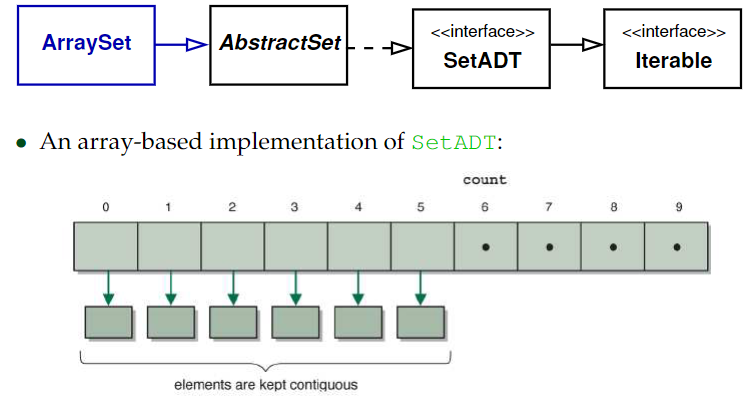 ArraySet AbstractSet <<interface>> SetADT <<interface>> Iterable
• An array-based implementation of SetADT:
count
0 1 2 3 4 5 6 7 8 9
elements are kept contiguous